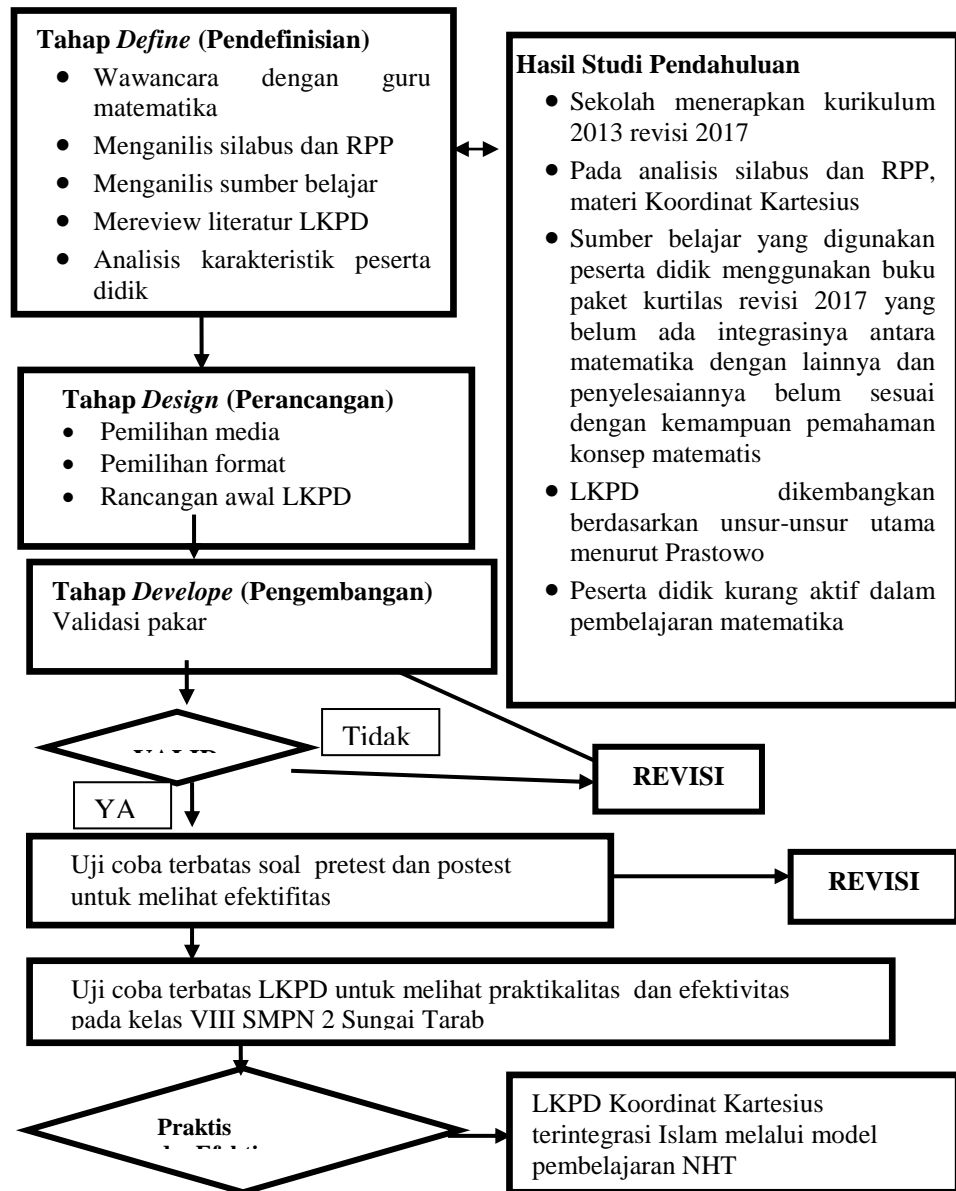 Tahap Define (Pendefinisian)
• Wawancara dengan guru
matematika
• Menganilis silabus dan RPP
• Menganilis sumber belajar
• Mereview literatur LKPD
• Analisis karakteristik peserta
didik
Hasil Studi Pendahuluan
• Sekolah menerapkan kurikulum
2013 revisi 2017
• Pada analisis silabus dan RPP,
materi Koordinat Kartesius
• Sumber belajar yang digunakan
peserta didik menggunakan buku
paket kurtilas revisi 2017 yang
belum ada integrasinya antara
matematika dengan lainnya dan
penyelesaiannya belum sesuai
dengan kemampuan pemahaman
konsep matematis
• LKPD dikembangkan
berdasarkan unsur-unsur utama
menurut Prastowo
• Peserta didik kurang aktif dalam
pembelajaran matematika
Tahap Design (Perancangan)
• Pemilihan media
• Pemilihan format
• Rancangan awal LKPD
Tahap Develope (Pengembangan)
Validasi pakar
Tidak
REVISI
YA
Uji coba terbatas soal pretest dan postest
untuk melihat efektifitas
REVISI
Uji coba terbatas LKPD untuk melihat praktikalitas dan efektivitas
pada kelas VIII SMPN 2 Sungai Tarab
Praktis
LKPD Koordinat Kartesius
terintegrasi Islam melalui model
pembelajaran NHT